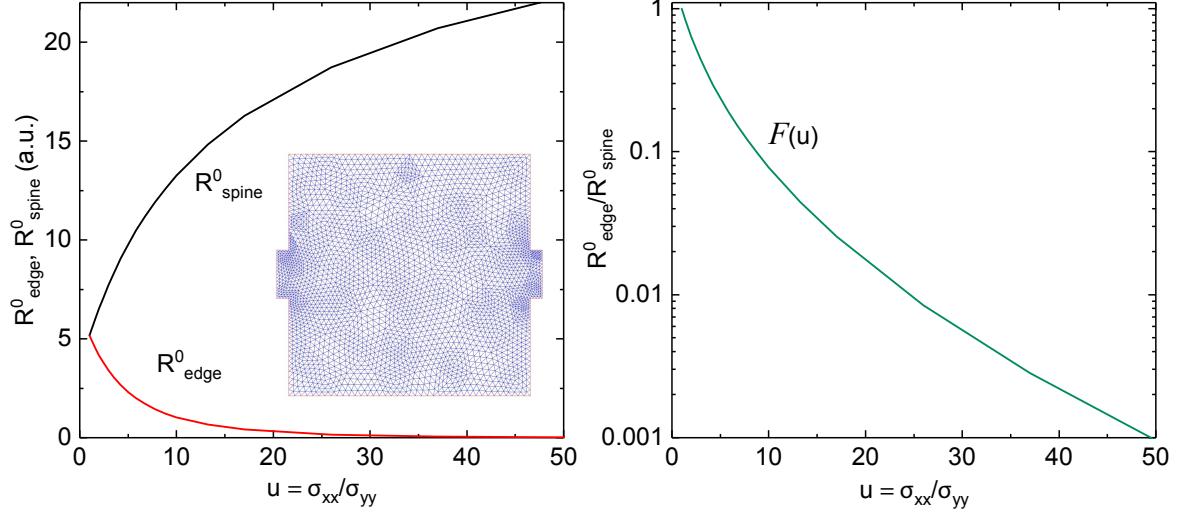 R⁰edge, R⁰spine (a.u.)
20
15
10
5
0
R⁰spine
R⁰edge
0 10 20 30 40 50
u = σxx/σyy
R⁰edge/R⁰spine
1
0.1
0.01
0.001
F(u)
0 10 20 30 40 50
u = σxx/σyy